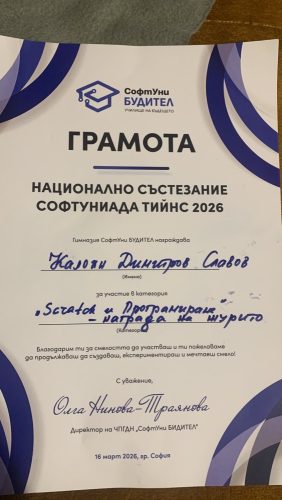 СофтУни
БУДИТЕЛ
УЧИЛИЩЕ НА БЪДЕЩЕТО
ГРАМОТА
НАЦИОНАЛНО СЪСТЕЗАНИЕ
СОФТУНИАДА ТИЙНС 2026
Гимназия СофтУни БУДИТЕЛ награждава
Калоян Димитров Славов
(Име)
за участие в категория
„Scratch и Програмиране"
– награда на журито
(Категория)
Благодарим ти за смелостта да участваш и ти пожелаваме
да продължаваш да създаваш, експериментираш и мечтаеш смело!
С уважение,
Олга Нинова-Траянова
Директор на ЧПГДН „СофтУни БУДИТЕЛ"
16 март 2026, гр. София